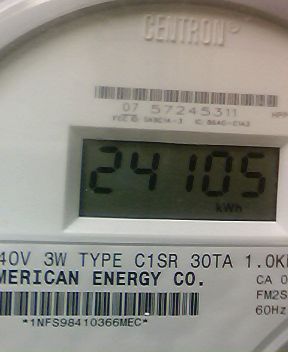 CENTRON
07 57245311
24105
kWh
40V 3W TYPE C1SR 30TA 1.0K
MERICAN ENERGY CO.
CA 0
FM2S
60Hz
*1NFS98410366MEC*